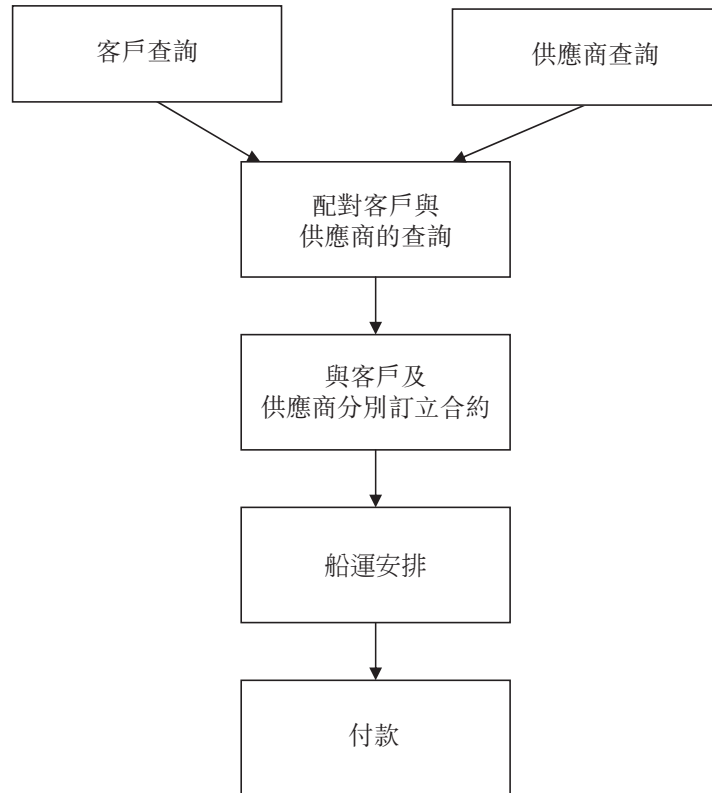 客戶查詢
供應商查詢
配對客戶與
供應商的查詢
與客戶及
供應商分別訂立合約
船運安排
付款